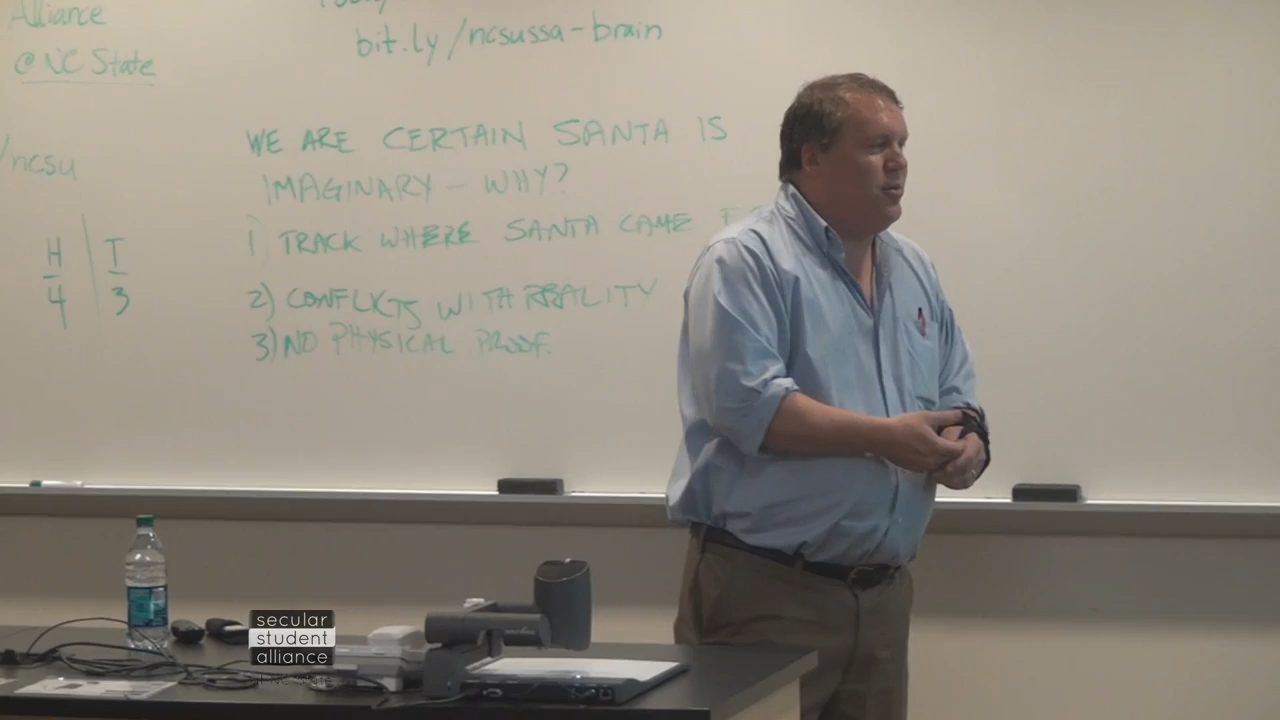 Alliance
@ NC State
bit.ly/ncsussa-brain
/ncsu
WE ARE CERTAIN SANTA IS
IMAGINARY - WHY?
1) TRACK WHERE SANTA CAME
2) CONFLICTS WITH REALITY
3) NO PHYSICAL PROOF.
H T
4 3
secular
student
alliance